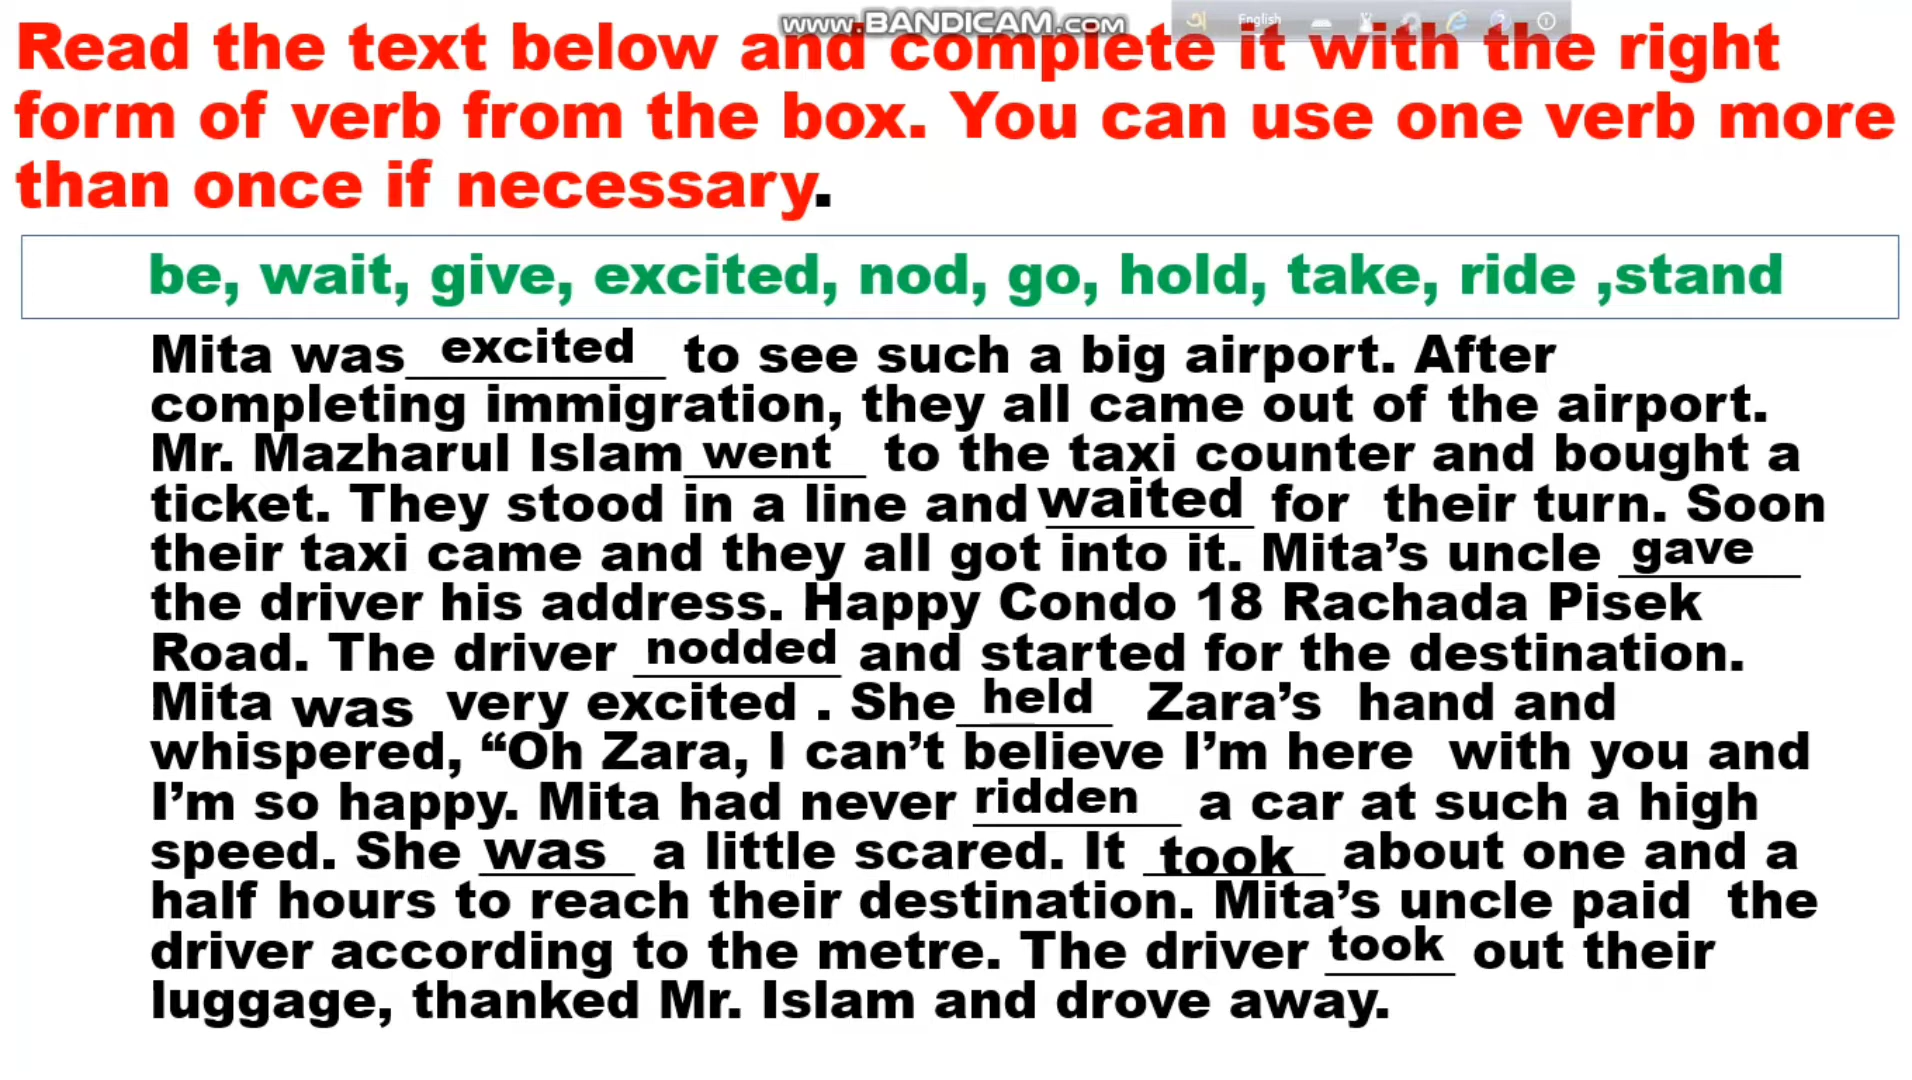 www.BANDICAM.com
English
Read the text below and complete it with the right
form of verb from the box. You can use one verb more
than once if necessary.
be, wait, give, excited, nod, go, hold, take, ride ,stand
Mita was excited to see such a big airport. After
completing immigration, they all came out of the airport.
Mr. Mazharul Islam went to the taxi counter and bought a
ticket. They stood in a line and waited for their turn. Soon
their taxi came and they all got into it. Mita’s uncle gave
the driver his address. Happy Condo 18 Rachada Pisek
Road. The driver nodded and started for the destination.
Mita was very excited . She held Zara’s hand and
whispered, “Oh Zara, I can’t believe I’m here with you and
I’m so happy. Mita had never ridden a car at such a high
speed. She was a little scared. It took about one and a
half hours to reach their destination. Mita’s uncle paid the
driver according to the metre. The driver took out their
luggage, thanked Mr. Islam and drove away.